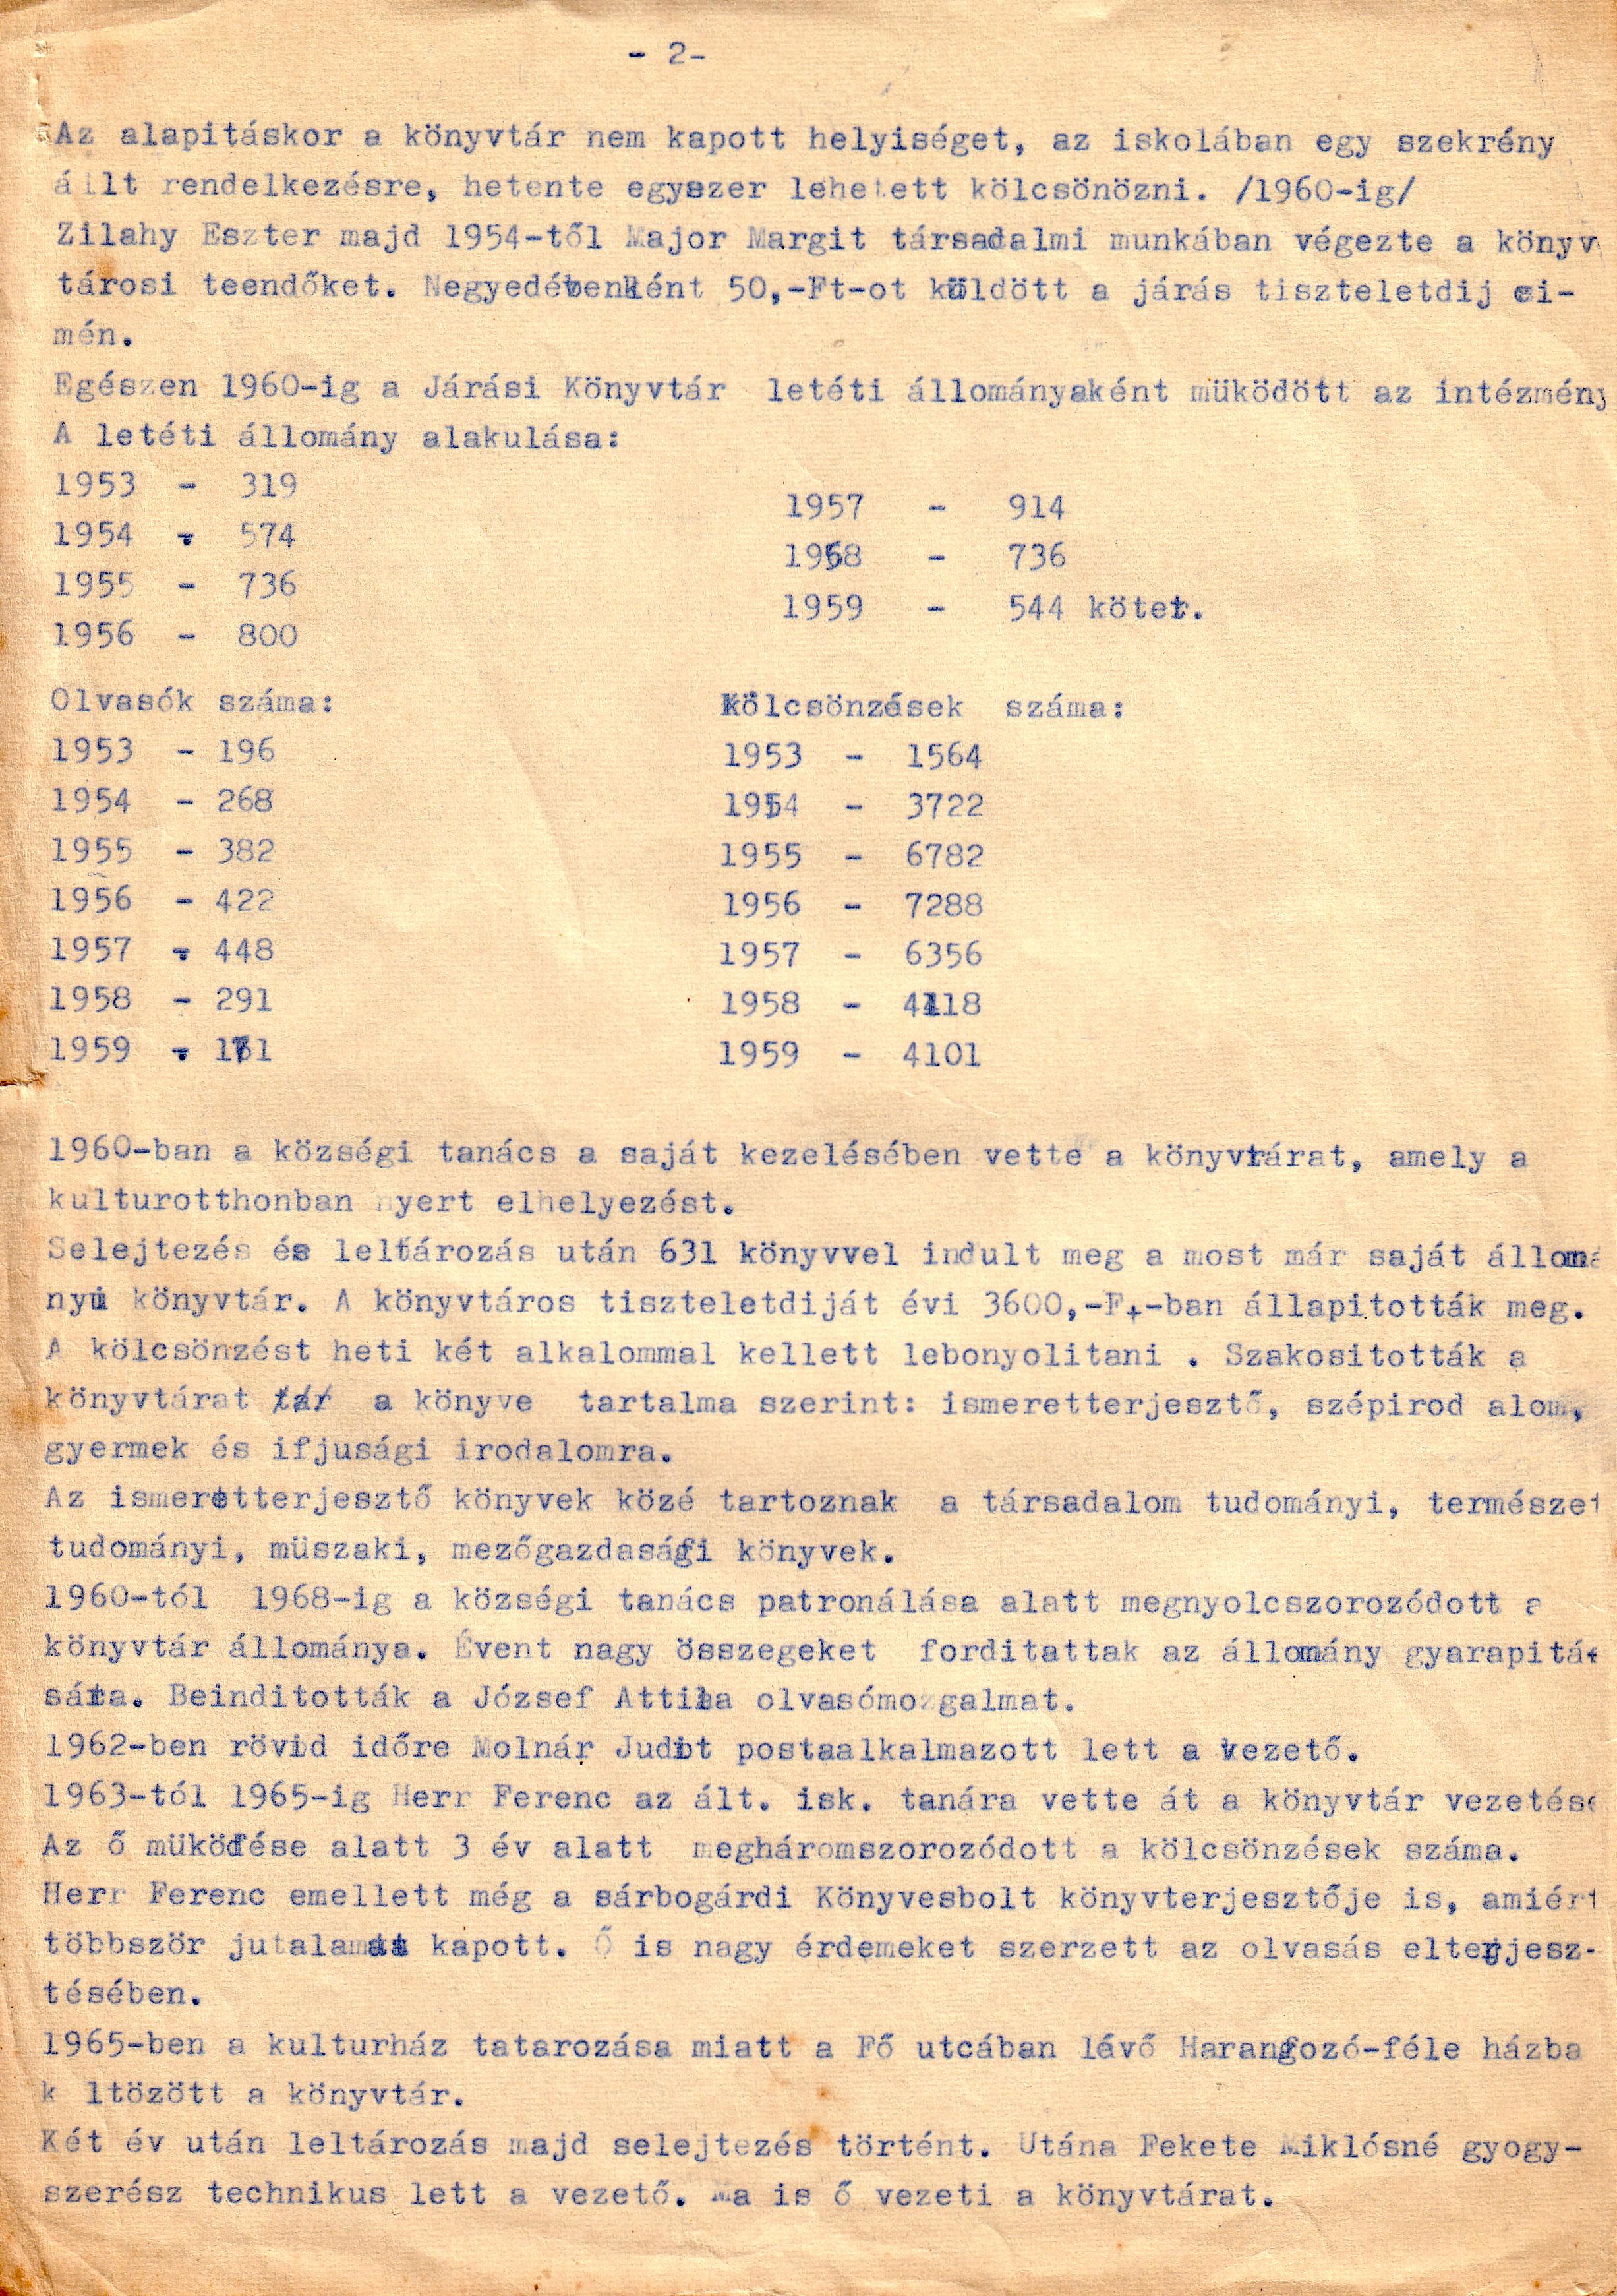 - 2-
Az alapitáskor a könyvtár nem kapott helyiséget, az iskolában egy szekrény
állt rendelkezésre, hetente egyszer lehetett kölcsönözni. /1960-ig/
Zilahy Eszter majd 1954-től Major Margit társadalmi munkában végezte a könyv
tárosi teendőket. Negyedévenként 50,-Ft-ot küldött a járás tiszteletdij ci-
mén.
Egészen 1960-ig a Járási Könyvtár letéti állományaként müködött az intézmény
A letéti állomány alakulása:
1953 - 319
1954 - 574
1955 - 736
1956 - 800
1957 - 914
1958 - 736
1959 - 544 kötet.
Olvasók száma:
1953 - 196
1954 - 268
1955 - 382
1956 - 422
1957 - 448
1958 - 291
1959 -
Kölcsönzések száma:
1953 - 1564
1954 - 3722
1955 - 6782
1956 - 7288
1957 - 6356
1958 - 4118
1959 - 4101
1960-ban a községi tanács a saját kezelésében vette a könyvtárat, amely a
kulturotthonban nyert elhelyezést.
Selejtezés és leltározás után 631 könyvvel indult meg a most már saját állomá
nyú könyvtár. A könyvtáros tiszteletdiját évi 3600,-Ft-ban állapitották meg.
A kölcsönzést heti két alkalommal kellett lebonyolitani . Szakositották a
könyvtárat a könyve tartalma szerint: ismeretterjesztő, szépirod alom,
gyermek és ifjusági irodalomra.
Az ismeretterjesztő könyvek közé tartoznak a társadalom tudományi, természet
tudományi, müszaki, mezőgazdasági könyvek.
1960-tól 1968-ig a községi tanács patronálása alatt megnyolcszorozódott a
könyvtár állománya. Évent nagy összegeket forditattak az állomány gyarapitá-
sára. Beinditották a József Attila olvasómozgalmat.
1962-ben rövid időre Molnár Judit postaalkalmazott lett a vezető.
1963-tól 1965-ig Herr Ferenc az ált. isk. tanára vette át a könyvtár vezetésé
Az ő müködése alatt 3 év alatt megháromszorozódott a kölcsönzések száma.
Herr Ferenc emellett még a sárbogárdi Könyvesbolt könyvterjesztője is, amiért
többször jutalmat kapott. Ő is nagy érdemeket szerzett az olvasás elterjesz-
tésében.
1965-ben a kulturház tatarozása miatt a Fő utcában lévő Harangozó-féle házba
k ltözött a könyvtár.
Két év után leltározás majd selejtezés történt. Utána Fekete Miklósné gyogy-
szerész technikus lett a vezető. Ma is ő vezeti a könyvtárat.